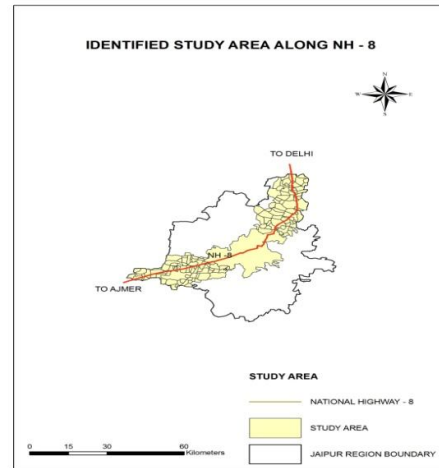 IDENTIFIED STUDY AREA ALONG NH - 8
N
W E
S
TO DELHI
NH -8
TO AJMER
STUDY AREA
NATIONAL HIGHWAY - 8
STUDY AREA
JAIPUR REGION BOUNDARY
0 15 30 60
Kilometers